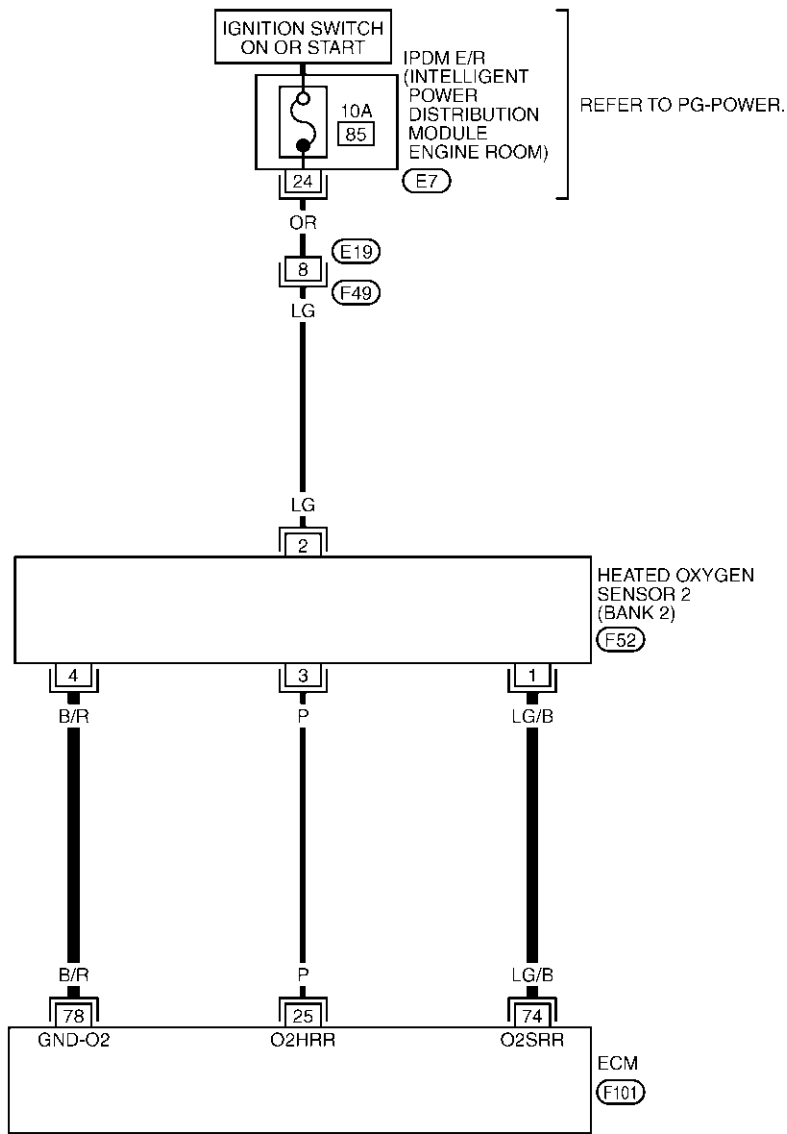 IGNITION SWITCH
ON OR START
IPDM E/R
(INTELLIGENT
POWER
DISTRIBUTION
MODULE
ENGINE ROOM)
REFER TO PG-POWER.
10A
85
24
E7
OR
E19
8
F49
LG
LG
2
HEATED OXYGEN
SENSOR 2
(BANK 2)
F52
4
3
1
B/R
P
LG/B
B/R
P
LG/B
78
25
74
GND-O2
O2HRR
O2SRR
ECM
F101